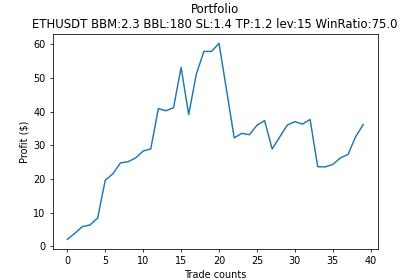 Portfolio
ETHUSDT BBM:2.3 BBL:180 SL:1.4 TP:1.2 lev:15 WinRatio:75.0
60
50
40
30
20
10
0
Profit ($)
0 5 10 15 20 25 30 35 40
Trade counts